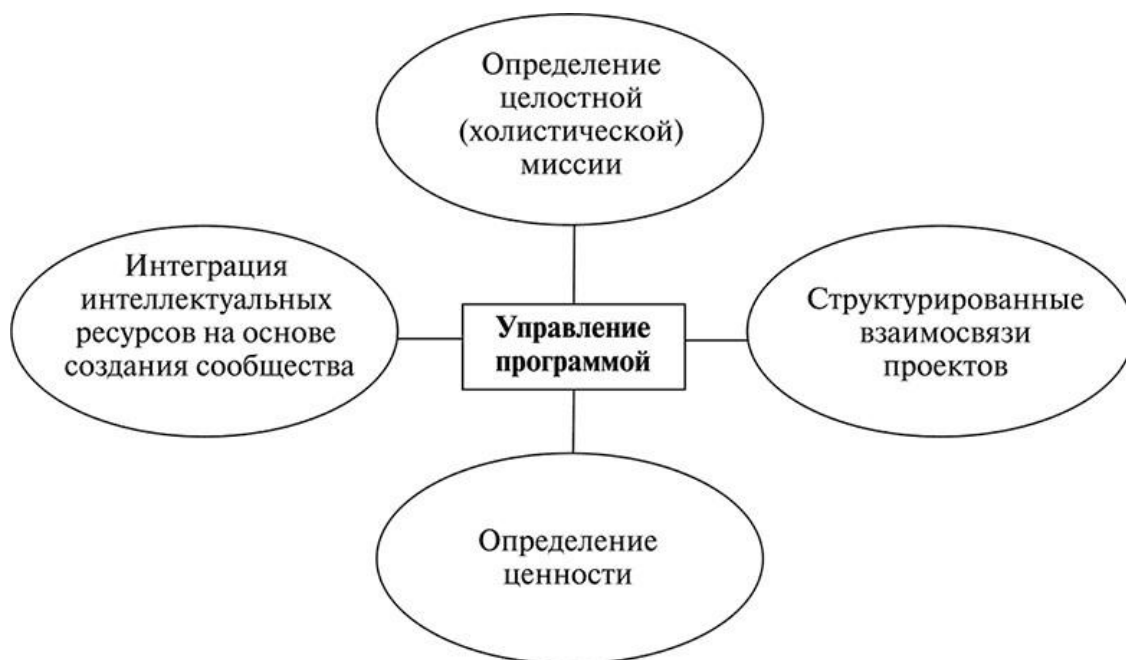 Определение
целостной
(холистической)
миссии
Интеграция
интеллектуальных
ресурсов на основе
создания сообщества
Управление
программой
Структурированные
взаимосвязи
проектов
Определение
ценности